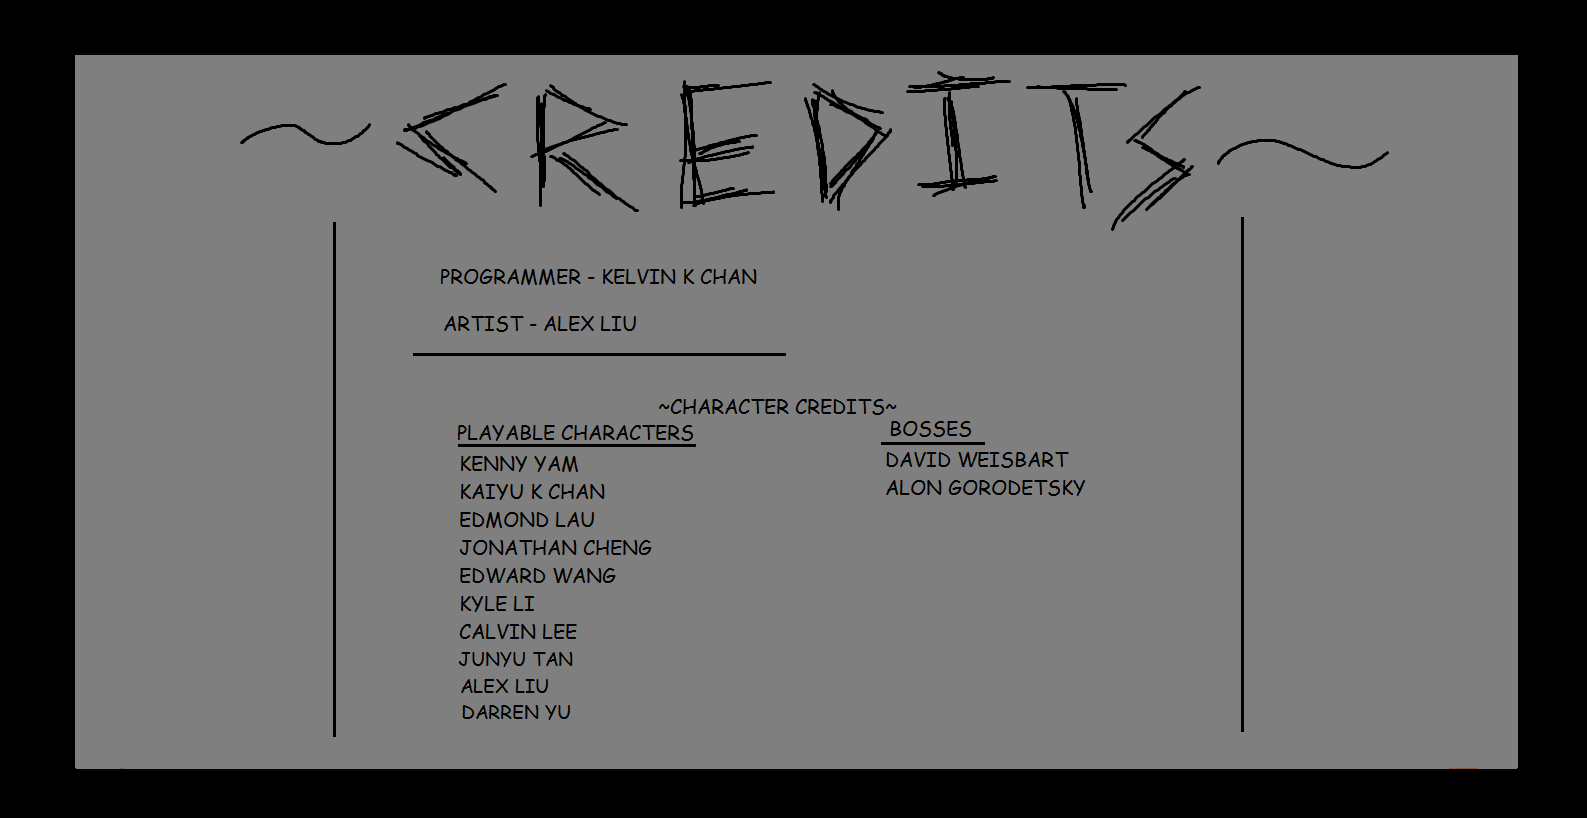 ~CREDITS~
PROGRAMMER - KELVIN K CHAN
ARTIST - ALEX LIU
~CHARACTER CREDITS~
PLAYABLE CHARACTERS
KENNY YAM
KAIYU K CHAN
EDMOND LAU
JONATHAN CHENG
EDWARD WANG
KYLE LI
CALVIN LEE
JUNYU TAN
ALEX LIU
DARREN YU
BOSSES
DAVID WEISBART
ALON GORODETSKY